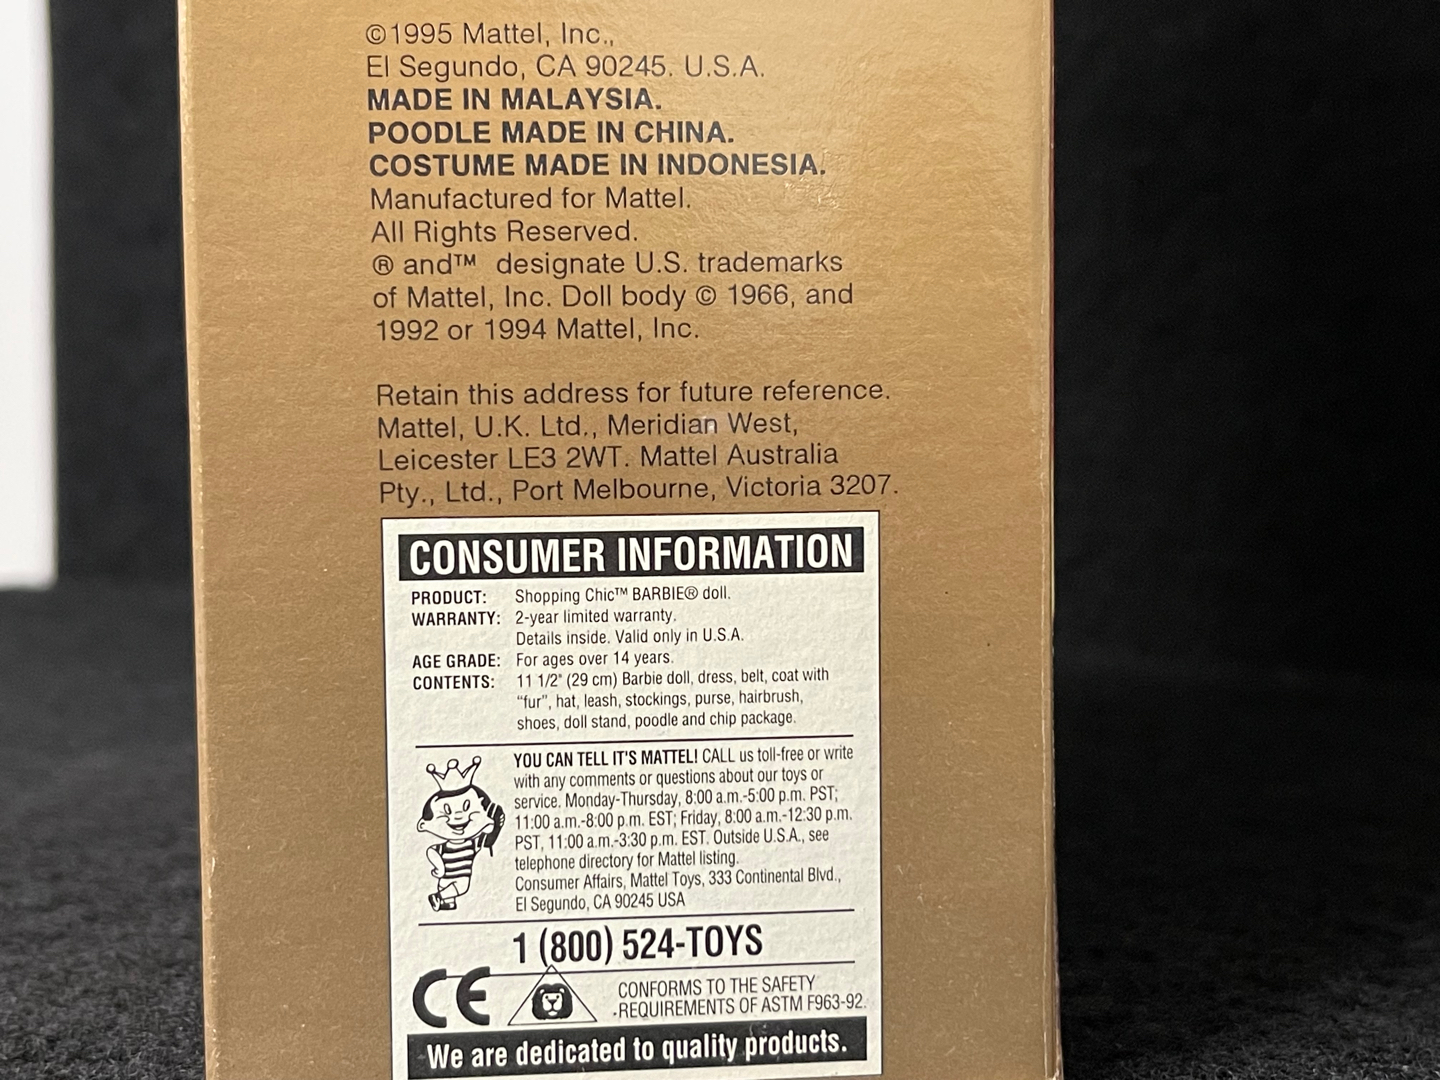 ©1995 Mattel, Inc.,
El Segundo, CA 90245. U.S.A.
MADE IN MALAYSIA.
POODLE MADE IN CHINA.
COSTUME MADE IN INDONESIA.
Manufactured for Mattel.
All Rights Reserved.
® and™ designate U.S. trademarks
of Mattel, Inc. Doll body © 1966, and
1992 or 1994 Mattel, Inc.
Retain this address for future reference.
Mattel, U.K. Ltd., Meridian West,
Leicester LE3 2WT. Mattel Australia
Pty., Ltd., Port Melbourne, Victoria 3207.
CONSUMER INFORMATION
PRODUCT: Shopping Chic™ BARBIE® doll.
WARRANTY: 2-year limited warranty.
Details inside. Valid only in U.S.A.
AGE GRADE: For ages over 14 years.
CONTENTS: 11 1/2" (29 cm) Barbie doll, dress, belt, coat with
"fur", hat, leash, stockings, purse, hairbrush,
shoes, doll stand, poodle and chip package.
YOU CAN TELL IT'S MATTEL! CALL us toll-free or write
with any comments or questions about our toys or
service. Monday-Thursday, 8:00 a.m.-5:00 p.m. PST;
11:00 a.m.-8:00 p.m. EST; Friday, 8:00 a.m.-12:30 p.m.
PST, 11:00 a.m.-3:30 p.m. EST. Outside U.S.A., see
telephone directory for Mattel listing.
Consumer Affairs, Mattel Toys, 333 Continental Blvd.,
El Segundo, CA 90245 USA
1 (800) 524-TOYS
CE
CONFORMS TO THE SAFETY
REQUIREMENTS OF ASTM F963-92.
We are dedicated to quality products.